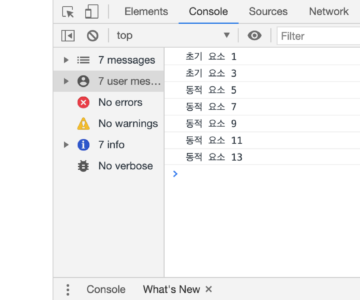 Elements Console Sources Network
top Filter
7 messages
7 user mes...
No errors
No warnings
7 info
No verbose
초기 요소 1
초기 요소 3
동적 요소 5
동적 요소 7
동적 요소 9
동적 요소 11
동적 요소 13
Console What's New